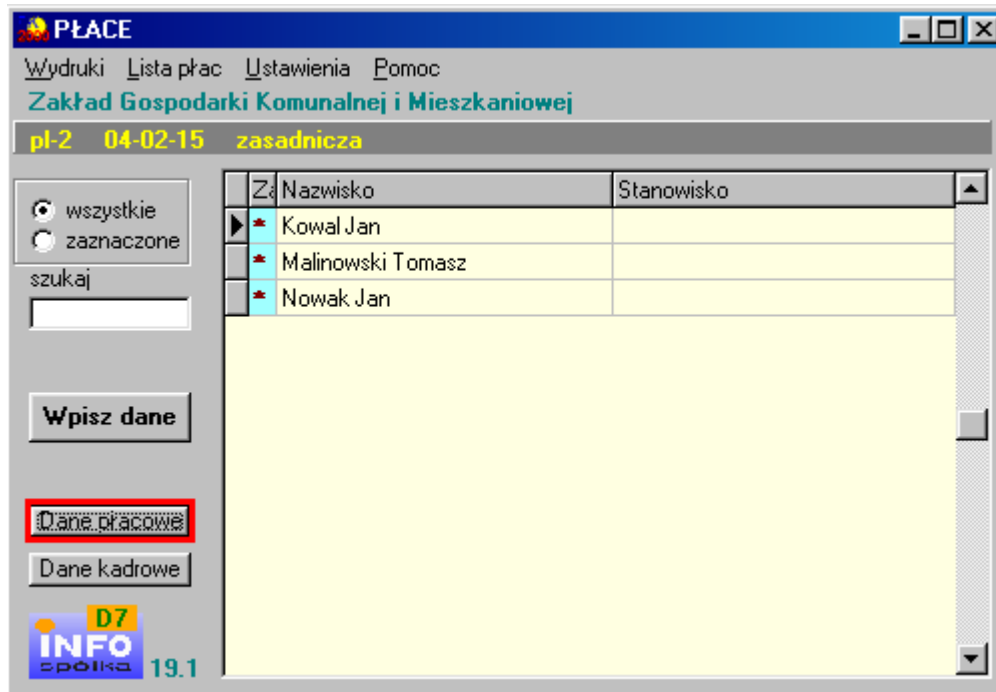 PŁACE
Wydruki Lista płac Ustawienia Pomoc
Zakład Gospodarki Komunalnej i Mieszkaniowej
pl-2 04-02-15 zasadnicza
Za Nazwisko Stanowisko
wszystkie
zaznaczone
szukaj
Kowal Jan
Malinowski Tomasz
Nowak Jan
Wpisz dane
Dane płacowe
Dane kadrowe
D7
INFO
spółka 19.1